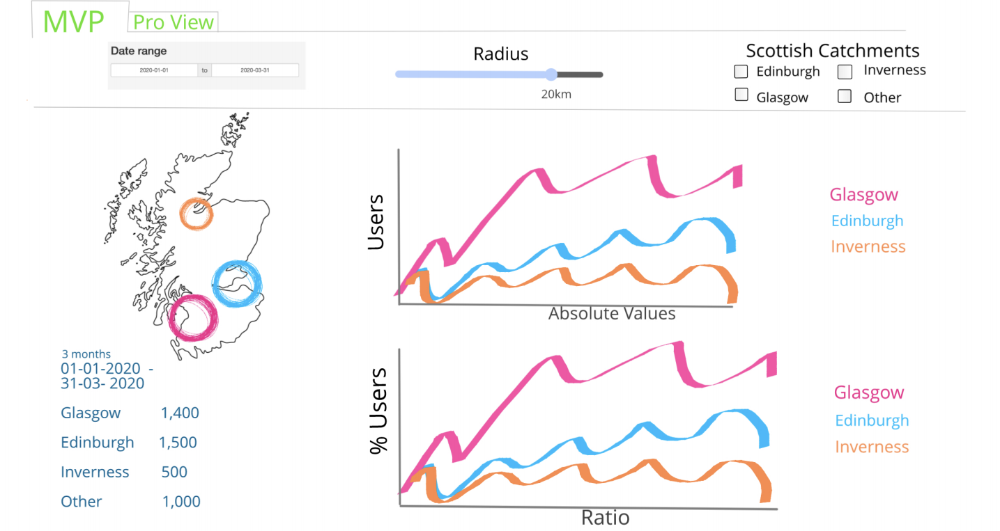 MVP
Pro View
Date range
2020-01-01 to 2020-03-31
Radius
20km
Scottish Catchments
Edinburgh Inverness
Glasgow Other
Users
Absolute Values
Glasgow
Edinburgh
Inverness
3 months
01-01-2020 -
31-03- 2020
Glasgow 1,400
Edinburgh 1,500
Inverness 500
Other 1,000
% Users
Ratio
Glasgow
Edinburgh
Inverness